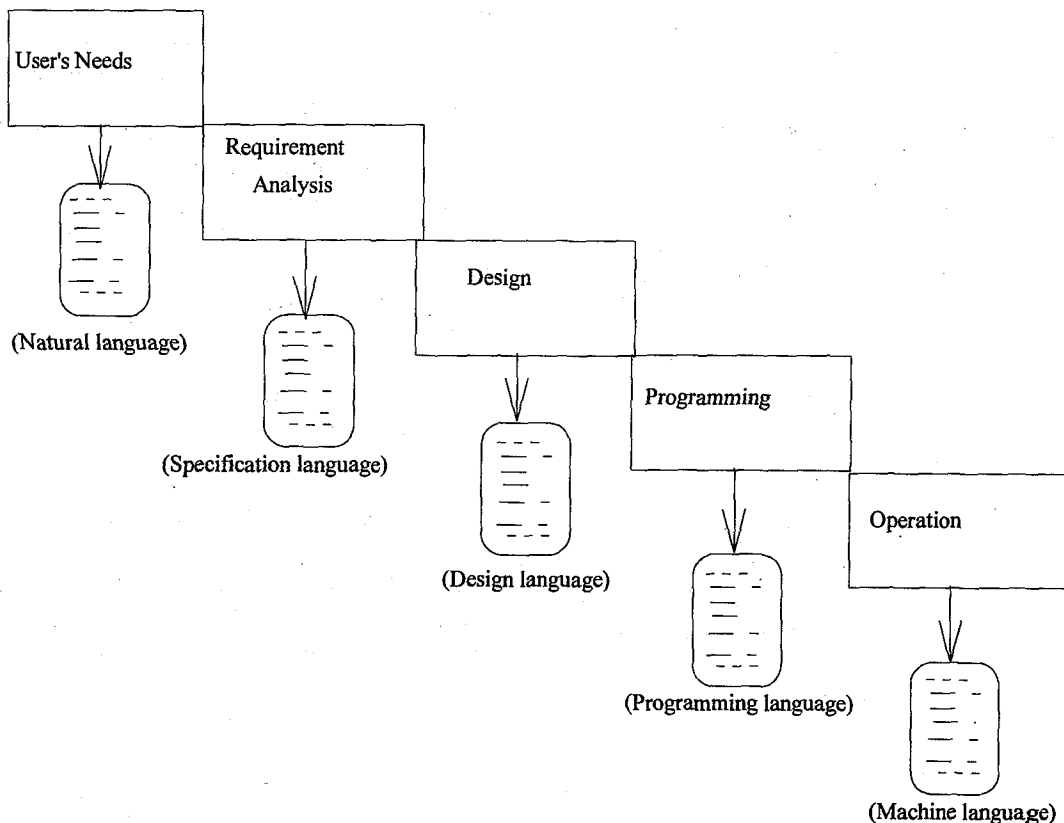 User's Needs
Requirement
Analysis
(Natural language)
Design
(Specification language)
Programming
(Design language)
Operation
(Programming language)
(Machine language)